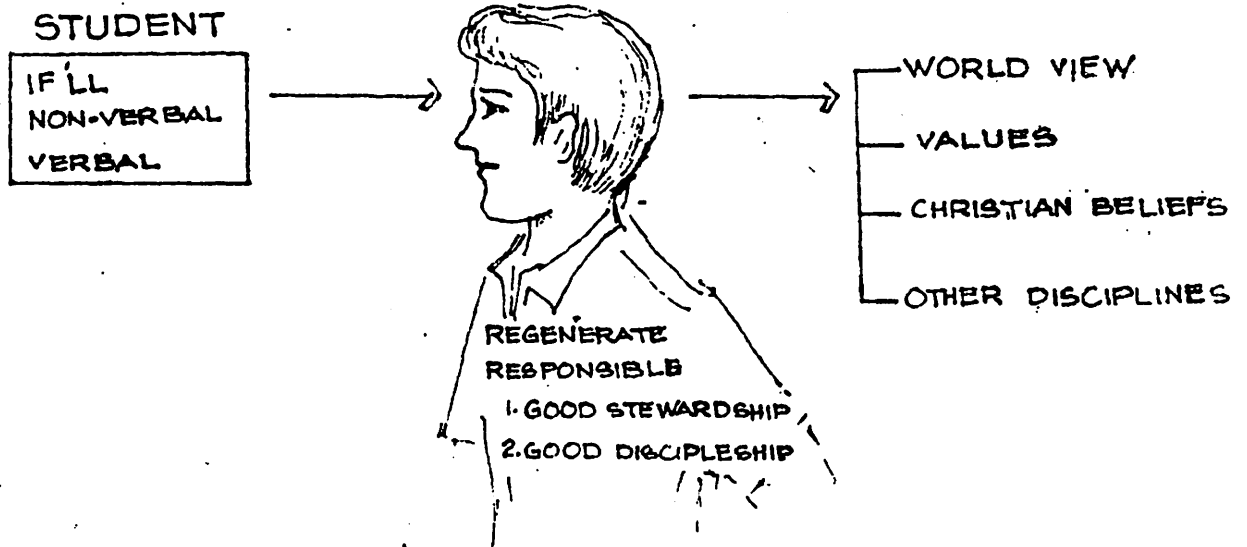 STUDENT
IF'LL
NON-VERBAL
VERBAL
WORLD VIEW
VALUES
CHRISTIAN BELIEFS
OTHER DISCIPLINES
REGENERATE
RESPONSIBLE
1. GOOD STEWARDSHIP
2. GOOD DISCIPLESHIP